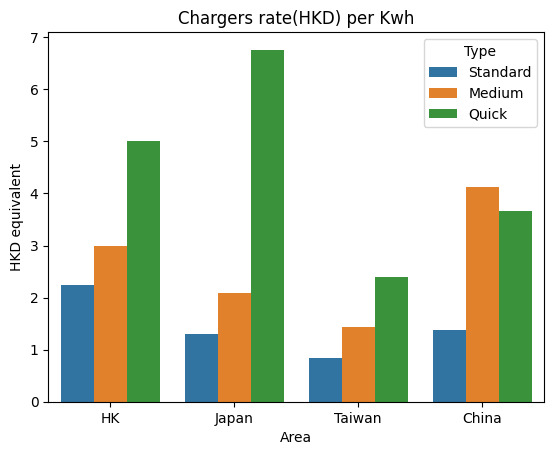 Chargers rate(HKD) per Kwh
Type
Standard
Medium
Quick
HKD equivalent
7
6
5
4
3
2
1
0
HK
Japan
Taiwan
China
Area